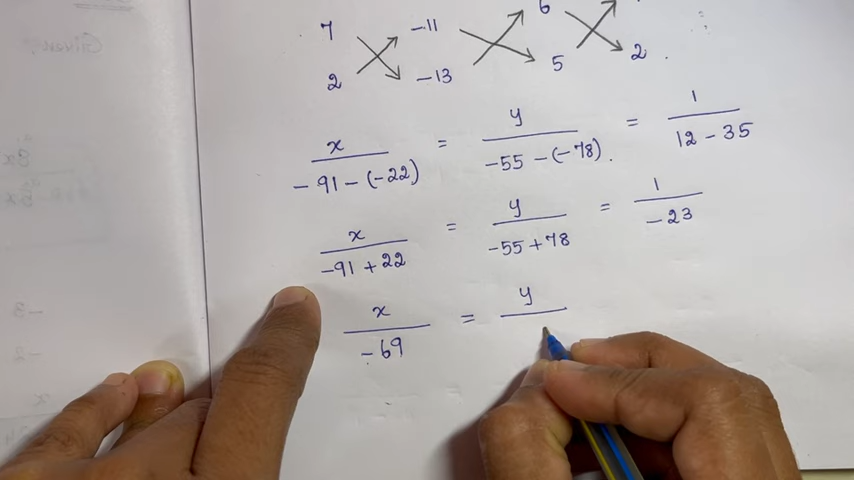 7 -11 6
2 -13 5 2
x / -91-(-22) = y / -55-(-78) = 1 / 12-35
x / -91+22 = y / -55+78 = 1 / -23
x / -69 = y /